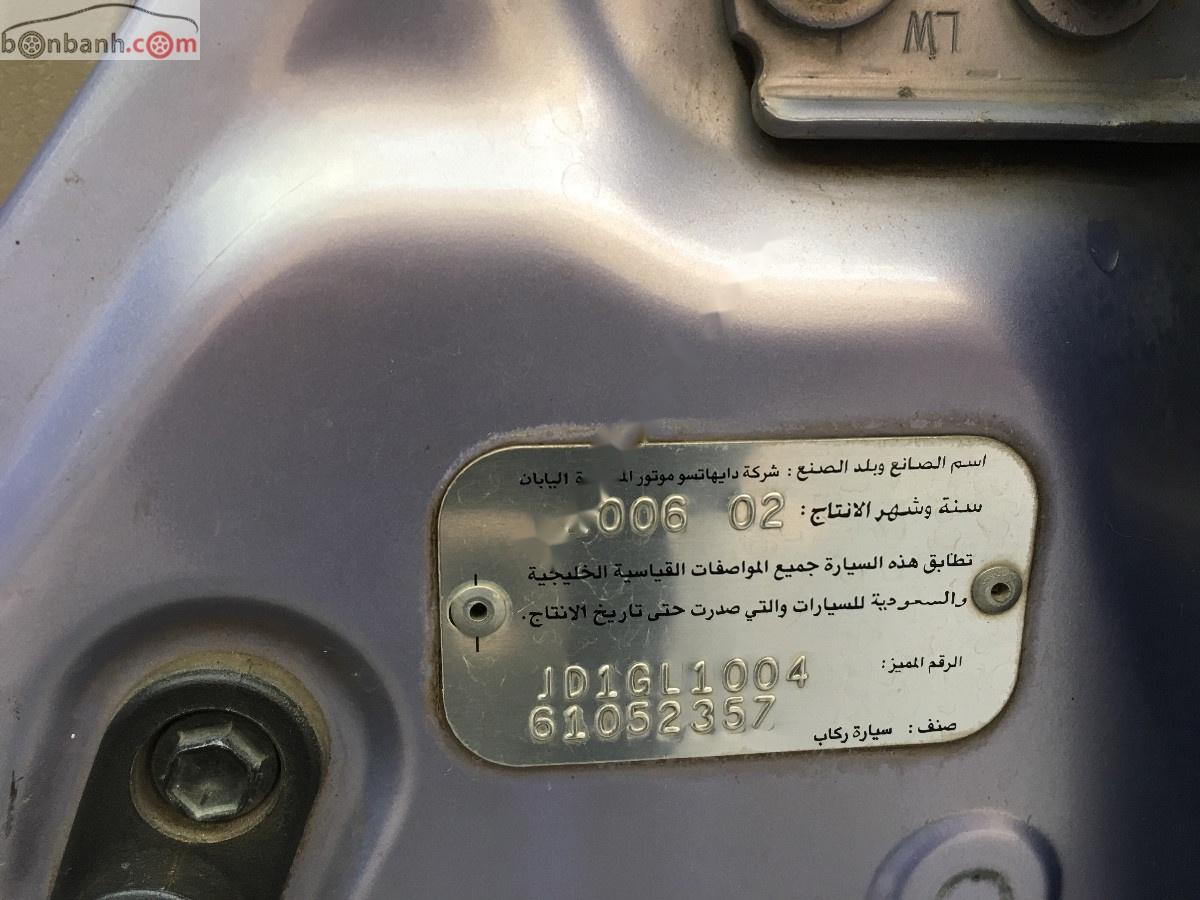 bonbanh.com
LW
اسم الصانع وبلد الصنع: شركة دايهاتسو موتور اليابان
سنة وشهر الانتاج: 006 02
تطابق هذه السيارة جميع المواصفات القياسية الخليجية
والسعودية للسيارات والتي صدرت حتى تاريخ الانتاج.
الرقم المميز: JD1GL1004
61052357
صنف: سيارة ركاب